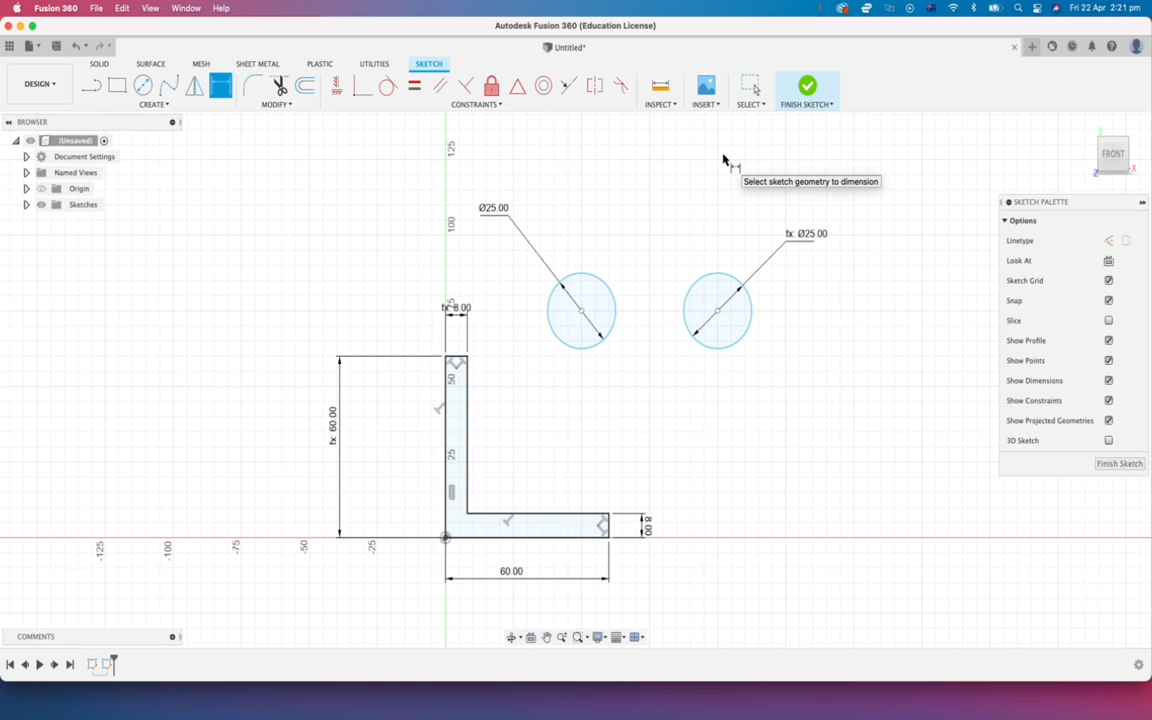 Fusion 360 File Edit View Window Help Fri 22 Apr 2:21 pm
Autodesk Fusion 360 (Education License)
Untitled*
SOLID SURFACE MESH SHEET METAL PLASTIC UTILITIES SKETCH
DESIGN
CREATE MODIFY CONSTRAINTS INSPECT INSERT SELECT FINISH SKETCH
BROWSER
(Unsaved)
Document Settings
Named Views
Origin
Sketches
125
100
75
50
25
-125
-100
-75
-50
-25
FRONT
Z
X
Select sketch geometry to dimension
Ø25.00
fx: Ø25.00
fx: 8.00
fx: 60.00
8.00
60.00
SKETCH PALETTE
Options
Linetype
Look At
Sketch Grid
Snap
Slice
Show Profile
Show Points
Show Dimensions
Show Constraints
Show Projected Geometries
3D Sketch
Finish Sketch
COMMENTS